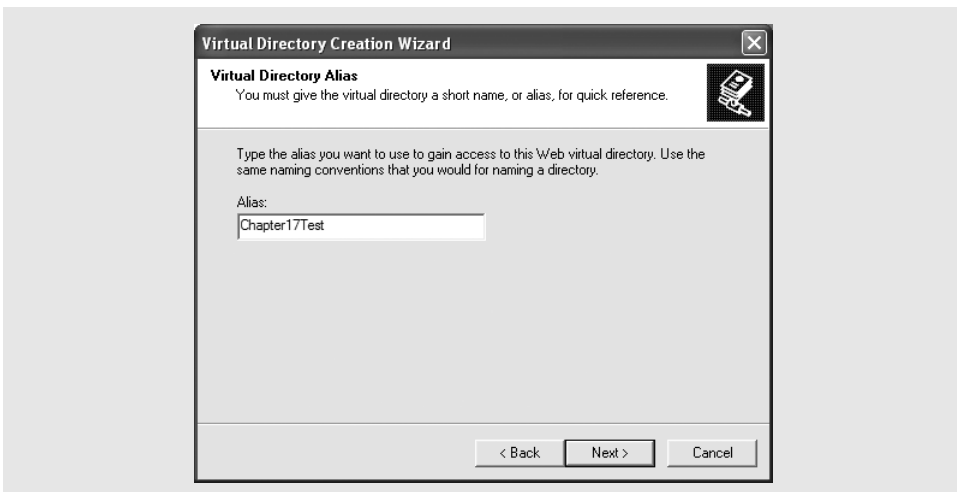 Virtual Directory Creation Wizard
Virtual Directory Alias
You must give the virtual directory a short name, or alias, for quick reference.
Type the alias you want to use to gain access to this Web virtual directory. Use the
same naming conventions that you would for naming a directory.
Alias:
Chapter17Test
< Back
Next >
Cancel